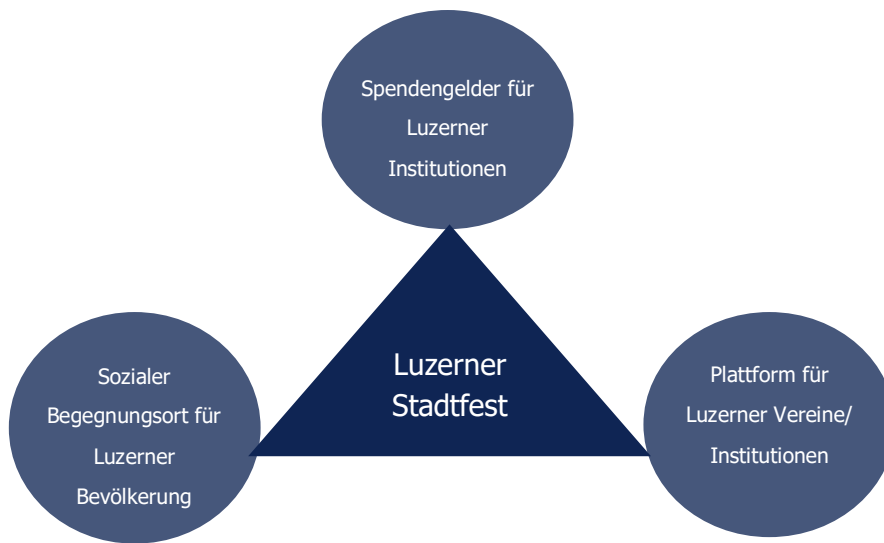 Spendengelder für
Luzerner
Institutionen
Luzerner
Stadtfest
Sozialer
Begegnungsort für
Luzerner
Bevölkerung
Plattform für
Luzerner Vereine/
Institutionen